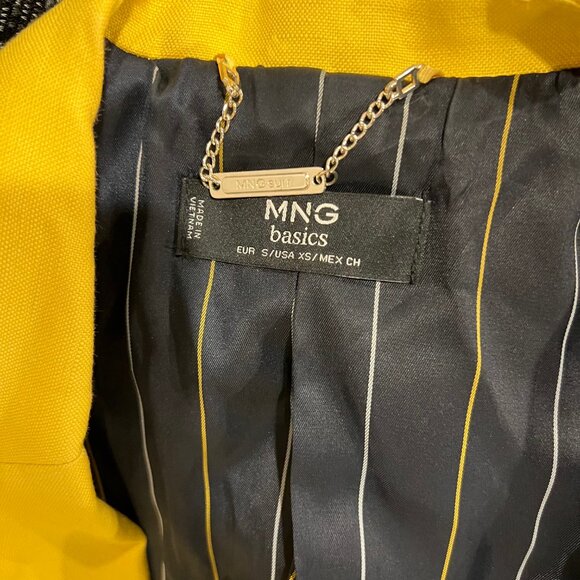 MNG SUIT
MNG
basics
EUR S/USA XS/MEX CH
MADE IN
VIETNAM